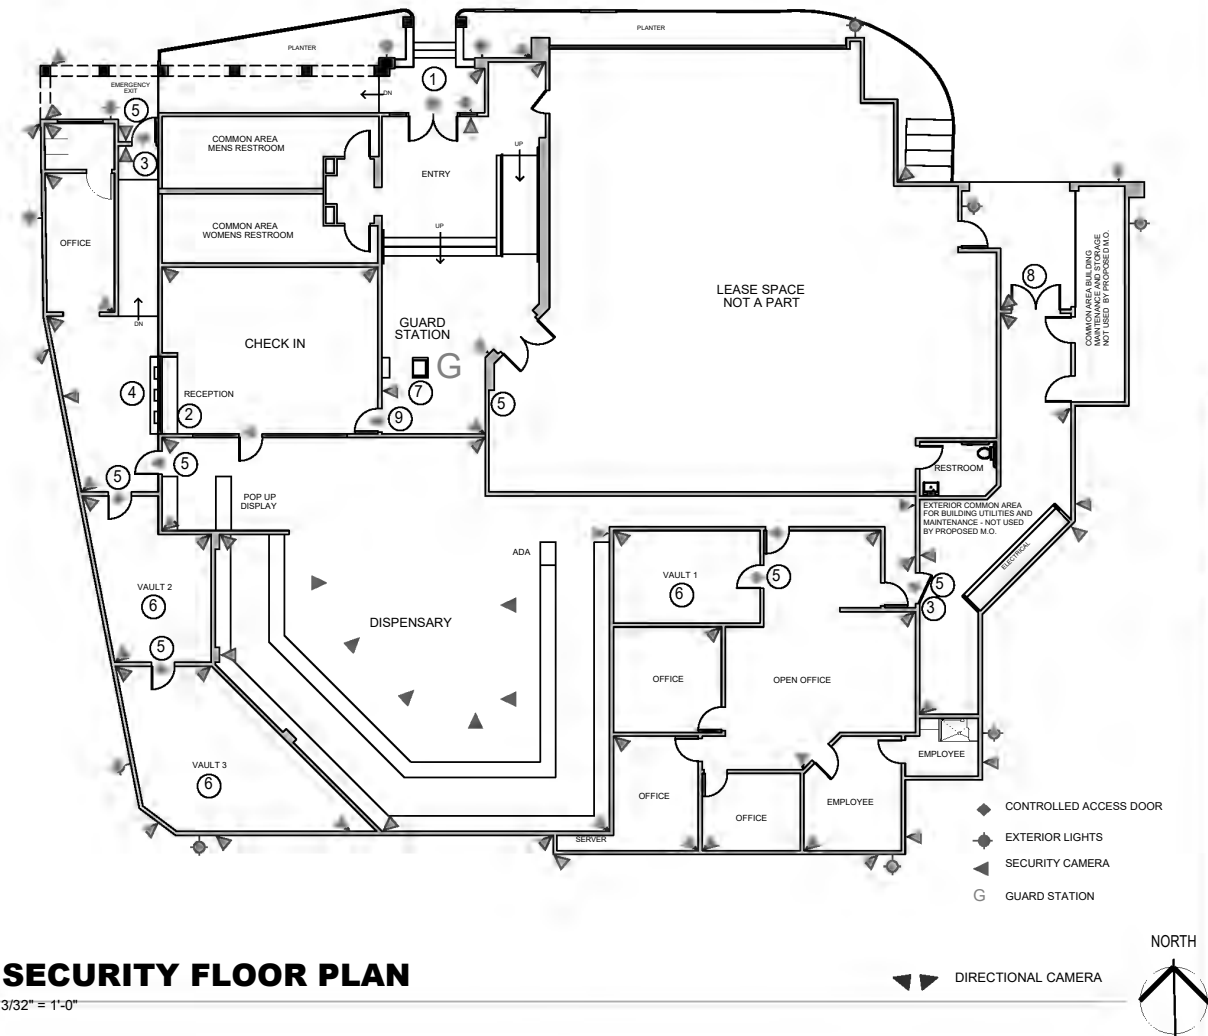 PLANTER
PLANTER
EMERGENCY
EXIT
5
1
DN
3
COMMON AREA
MENS RESTROOM
ENTRY
UP
COMMON AREA
WOMENS RESTROOM
UP
OFFICE
DN
CHECK IN
GUARD
STATION
G
7
LEASE SPACE
NOT A PART
8
COMMON AREA BUILDING
MAINTENANCE AND STORAGE
NOT USED BY PROPOSED M.O.
4
RECEPTION
2
9
5
5
5
POP UP
DISPLAY
RESTROOM
EXTERIOR COMMON AREA
FOR BUILDING UTILITIES AND
MAINTENANCE - NOT USED
BY PROPOSED M.O.
ELECTRICAL
ADA
VAULT 2
6
5
DISPENSARY
VAULT 1
6
5
5
3
OFFICE
OPEN OFFICE
VAULT 3
6
OFFICE
OFFICE
EMPLOYEE
EMPLOYEE
SERVER
CONTROLLED ACCESS DOOR
EXTERIOR LIGHTS
SECURITY CAMERA
G GUARD STATION
NORTH
SECURITY FLOOR PLAN
3/32" = 1'-0"
DIRECTIONAL CAMERA